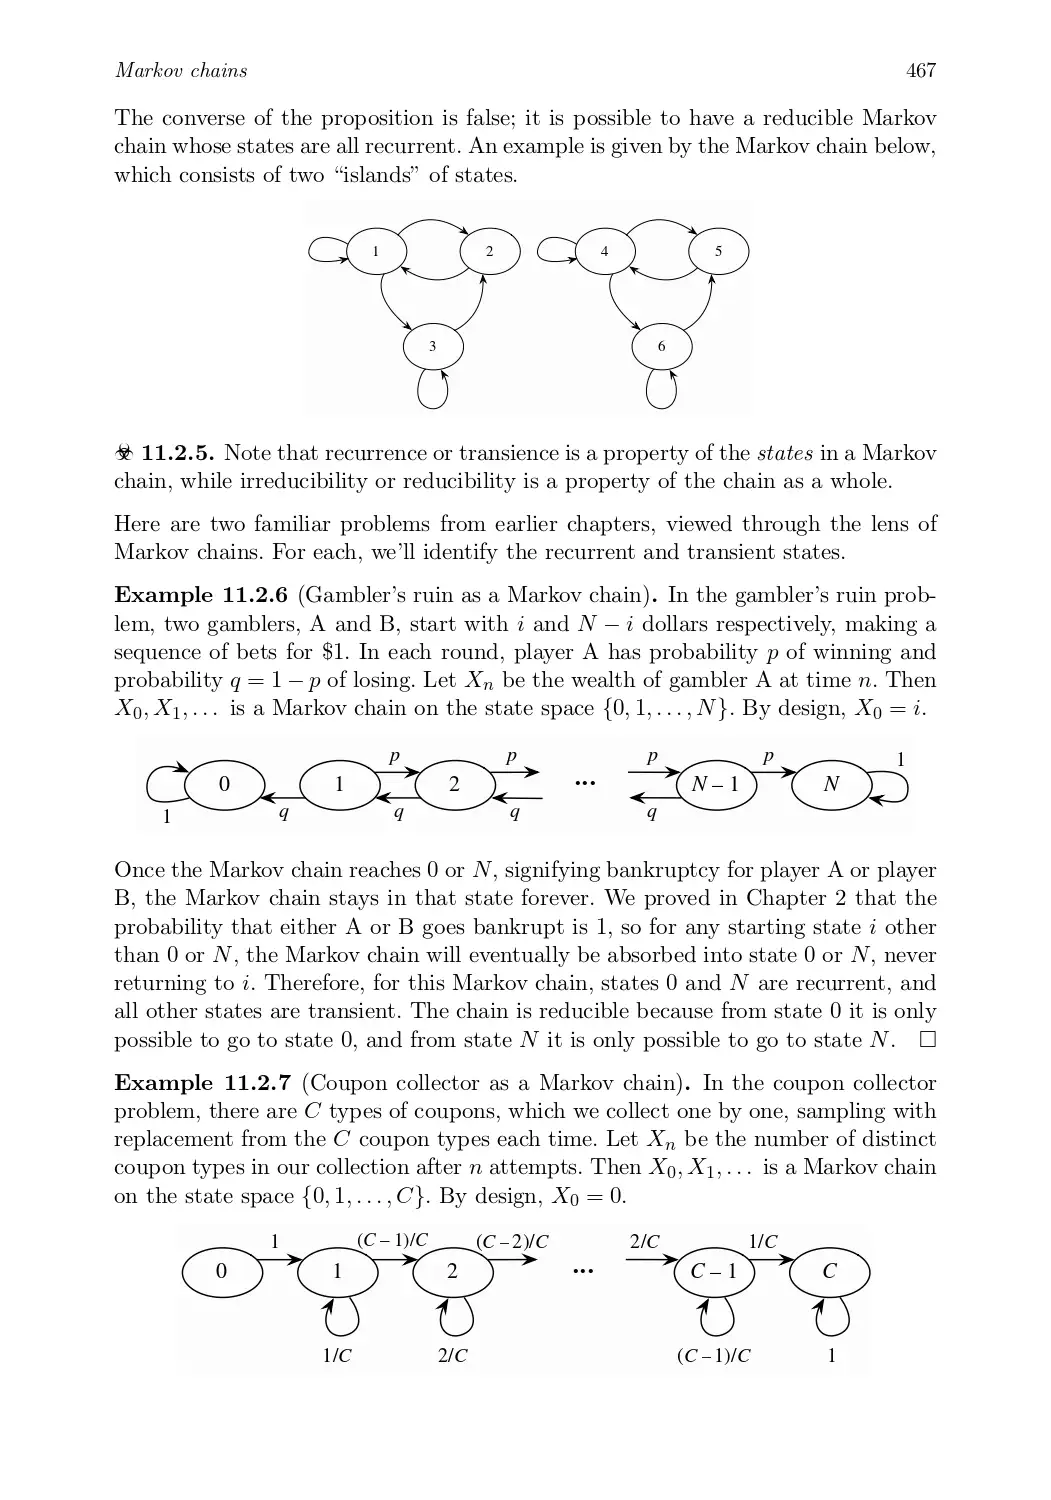 Markov chains 467
The converse of the proposition is false; it is possible to have a reducible Markov
chain whose states are all recurrent. An example is given by the Markov chain below,
which consists of two “islands” of states.
1 2 4 5
3 6
☣ 11.2.5. Note that recurrence or transience is a property of the states in a Markov
chain, while irreducibility or reducibility is a property of the chain as a whole.
Here are two familiar problems from earlier chapters, viewed through the lens of
Markov chains. For each, we’ll identify the recurrent and transient states.
Example 11.2.6 (Gambler’s ruin as a Markov chain). In the gambler’s ruin prob-
lem, two gamblers, A and B, start with i and N − i dollars respectively, making a
sequence of bets for $1. In each round, player A has probability p of winning and
probability q = 1 − p of losing. Let Xₙ be the wealth of gambler A at time n. Then
X₀, X₁, . . . is a Markov chain on the state space {0, 1, . . . , N}. By design, X₀ = i.
p p p p 1
0 1 2 ... N – 1 N
1 q q q q
Once the Markov chain reaches 0 or N, signifying bankruptcy for player A or player
B, the Markov chain stays in that state forever. We proved in Chapter 2 that the
probability that either A or B goes bankrupt is 1, so for any starting state i other
than 0 or N, the Markov chain will eventually be absorbed into state 0 or N, never
returning to i. Therefore, for this Markov chain, states 0 and N are recurrent, and
all other states are transient. The chain is reducible because from state 0 it is only
possible to go to state 0, and from state N it is only possible to go to state N. □
Example 11.2.7 (Coupon collector as a Markov chain). In the coupon collector
problem, there are C types of coupons, which we collect one by one, sampling with
replacement from the C coupon types each time. Let Xₙ be the number of distinct
coupon types in our collection after n attempts. Then X₀, X₁, . . . is a Markov chain
on the state space {0, 1, . . . , C}. By design, X₀ = 0.
1 (C – 1)/C (C – 2)/C 2/C 1/C
0 1 2 ... C – 1 C
1/C 2/C (C – 1)/C 1